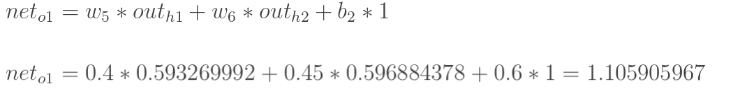 net_{o1} = w_5 * out_{h1} + w_6 * out_{h2} + b_2 * 1
net_{o1} = 0.4 * 0.593269992 + 0.45 * 0.596884378 + 0.6 * 1 = 1.105905967